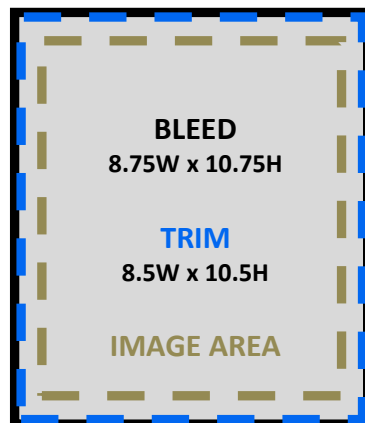 BLEED
8.75W x 10.75H
TRIM
8.5W x 10.5H
IMAGE AREA